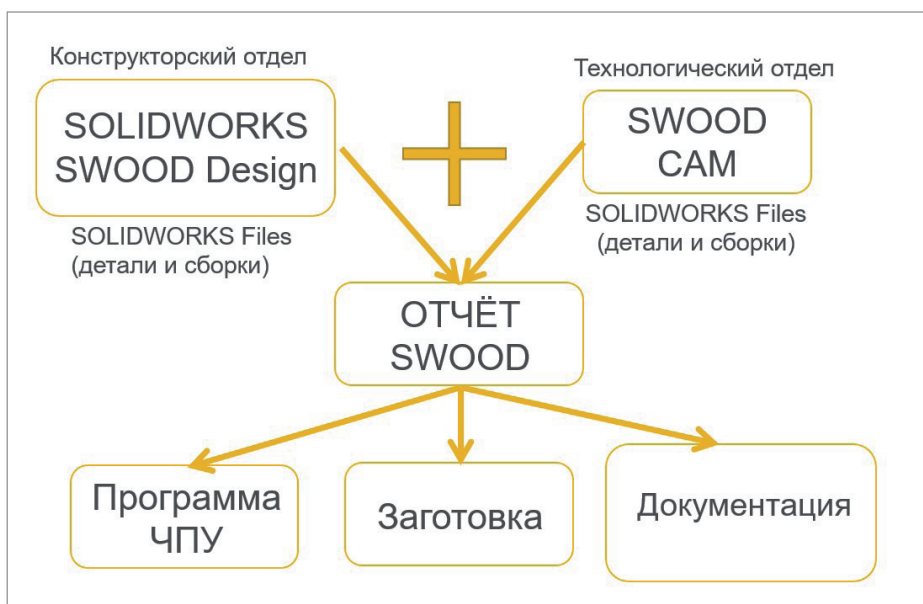 Конструкторский отдел
SOLIDWORKS
SWOOD Design
SOLIDWORKS Files
(детали и сборки)
Технологический отдел
SWOOD
CAM
SOLIDWORKS Files
(детали и сборки)
ОТЧЁТ
SWOOD
Программа
ЧПУ
Заготовка
Документация